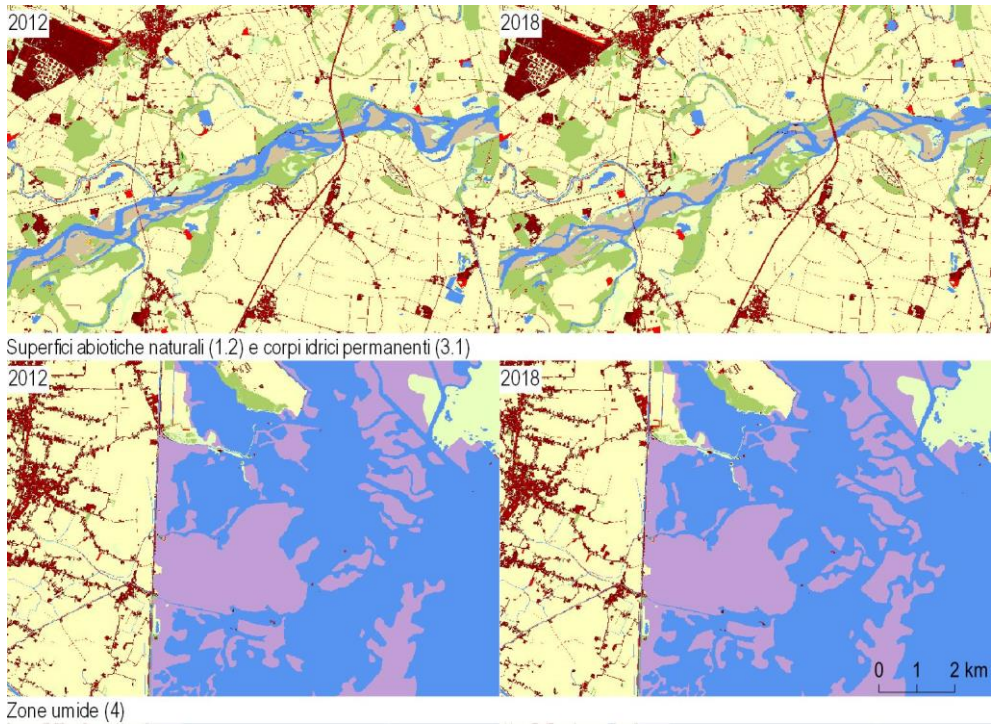 2012
2018
Superfici abiotiche naturali (1.2) e corpi idrici permanenti (3.1)
2012
2018
0 1 2 km
Zone umide (4)